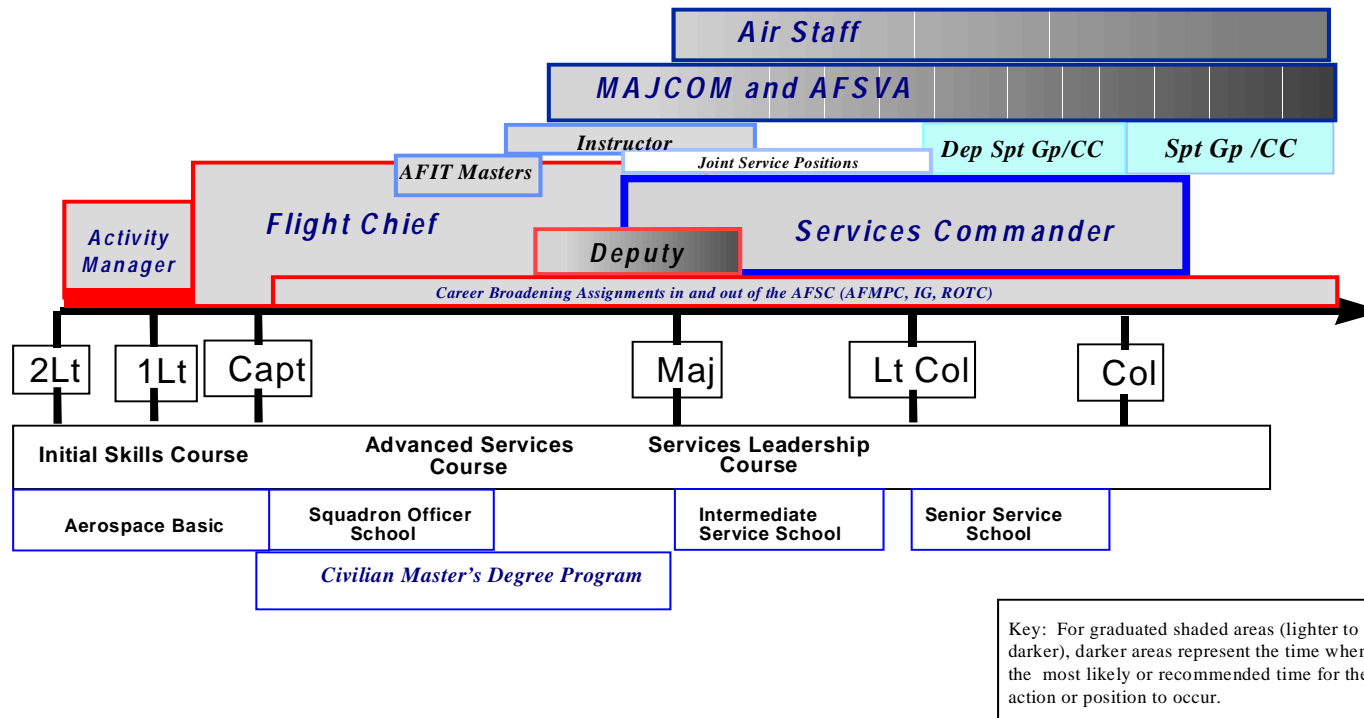 Air Staff
MAJCOM and AFSVA
Instructor
Dep Spt Gp/CC
Spt Gp /CC
Joint Service Positions
AFIT Masters
Flight Chief
Activity
Manager
Services Commander
Deputy
Career Broadening Assignments in and out of the AFSC (AFMPC, IG, ROTC)
2Lt
1Lt
Capt
Maj
Lt Col
Col
Initial Skills Course
Advanced Services
Course
Services Leadership
Course
Aerospace Basic
Squadron Officer
School
Intermediate
Service School
Senior Service
School
Civilian Master's Degree Program
Key: For graduated shaded areas (lighter to
darker), darker areas represent the time when
the most likely or recommended time for the
action or position to occur.